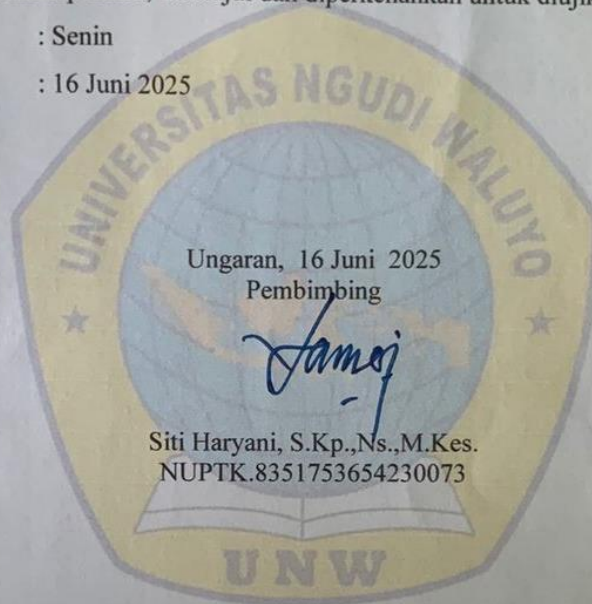 : Senin
: 16 Juni 2025
UNIVERSITAS NGUDI WALUYO
Ungaran, 16 Juni 2025
Pembimbing
Siti Haryani, S.Kp.,Ns.,M.Kes.
NUPTK.8351753654230073
UNW